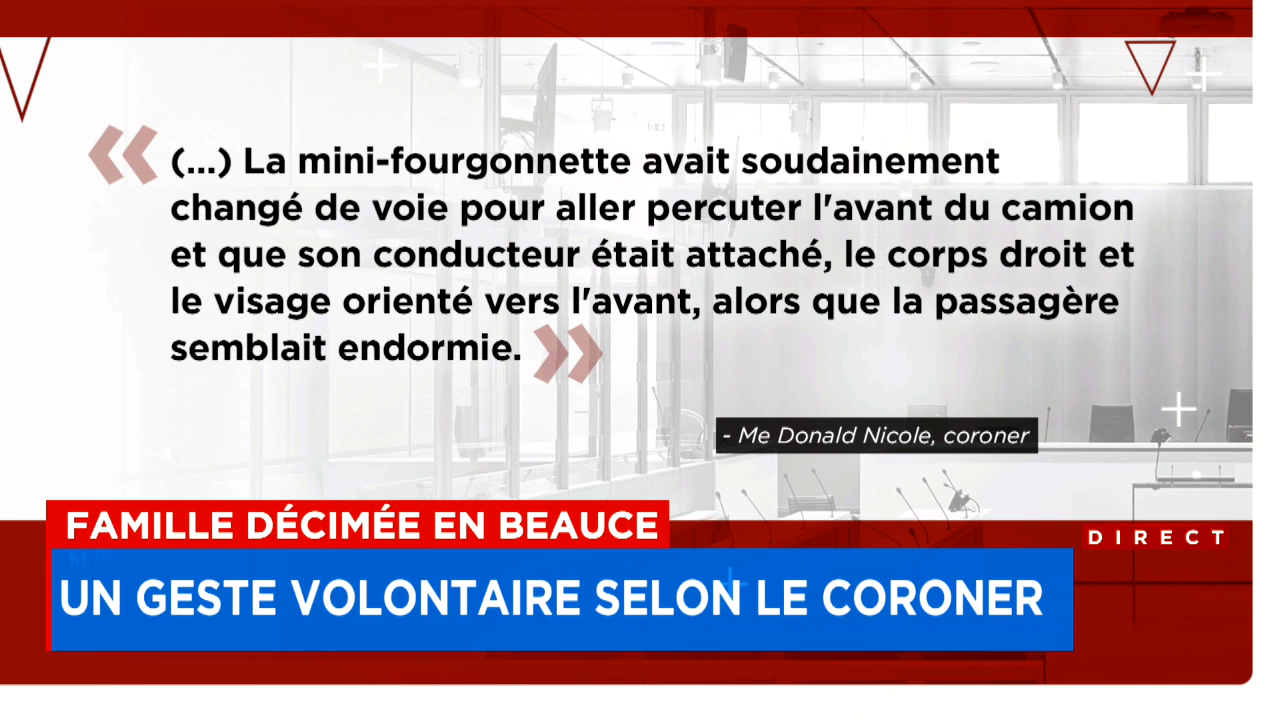 « (...) La mini-fourgonnette avait soudainement
changé de voie pour aller percuter l'avant du camion
et que son conducteur était attaché, le corps droit et
le visage orienté vers l'avant, alors que la passagère
semblait endormie. »
- Me Donald Nicole, coroner
FAMILLE DÉCIMÉE EN BEAUCE
DIRECT
UN GESTE VOLONTAIRE SELON LE CORONER